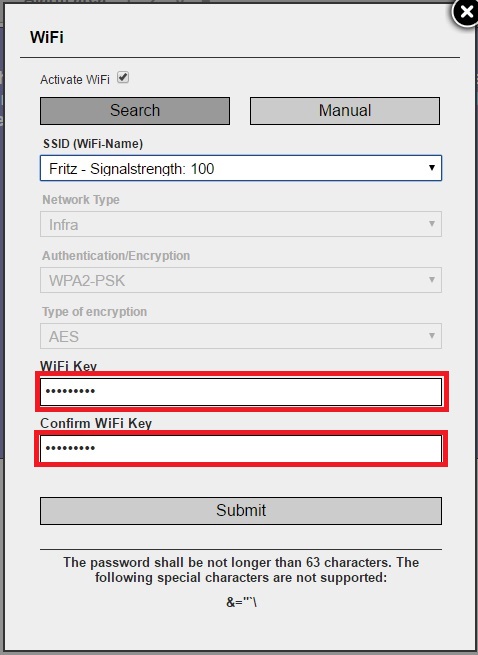 WiFi
Activate WiFi
Search
Manual
SSID (WiFi-Name)
Fritz - Signalstrength: 100
Network Type
Infra
Authentication/Encryption
WPA2-PSK
Type of encryption
AES
WiFi Key
•••••••••
Confirm WiFi Key
•••••••••
Submit
The password shall be not longer than 63 characters. The
following special characters are not supported:
&="`\